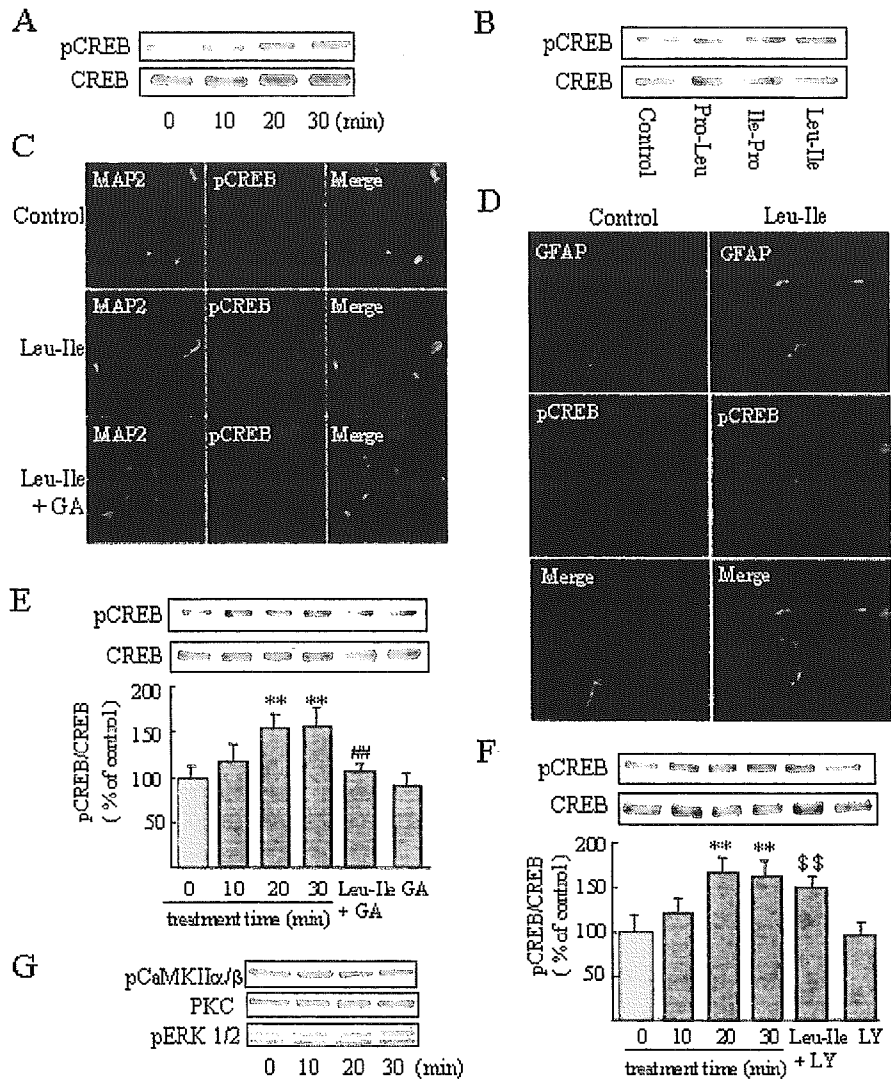 A
pCREB
CREB
0 10 20 30 (min)
B
pCREB
CREB
Control
Pro-Leu
Ile-Pro
Leu-Ile
C
MAP2 pCREB Merge
Control
MAP2 pCREB Merge
Leu-Ile
MAP2 pCREB Merge
Leu-Ile
+ GA
D
Control Leu-Ile
GFAP GFAP
pCREB pCREB
Merge Merge
E
pCREB
CREB
pCREB/CREB
( % of control)
200
150
100
50
** ** ##
0 10 20 30 Leu-Ile GA
+ GA
treatment time (min)
F
pCREB
CREB
pCREB/CREB
( % of control)
200
150
100
50
** ** $$
0 10 20 30 Leu-Ile LY
+ LY
treatment time (min)
G
pCaMKIIα/β
PKC
pERK 1/2
0 10 20 30 (min)